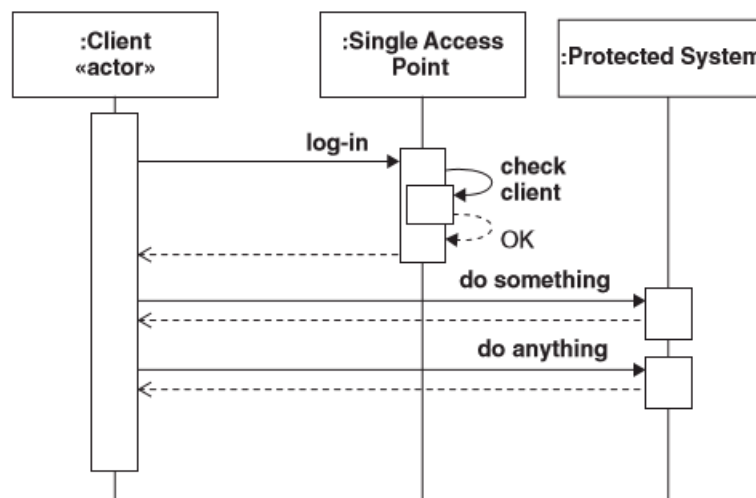 :Client
«actor»
:Single Access
Point
:Protected System
log-in
check
client
OK
do something
do anything